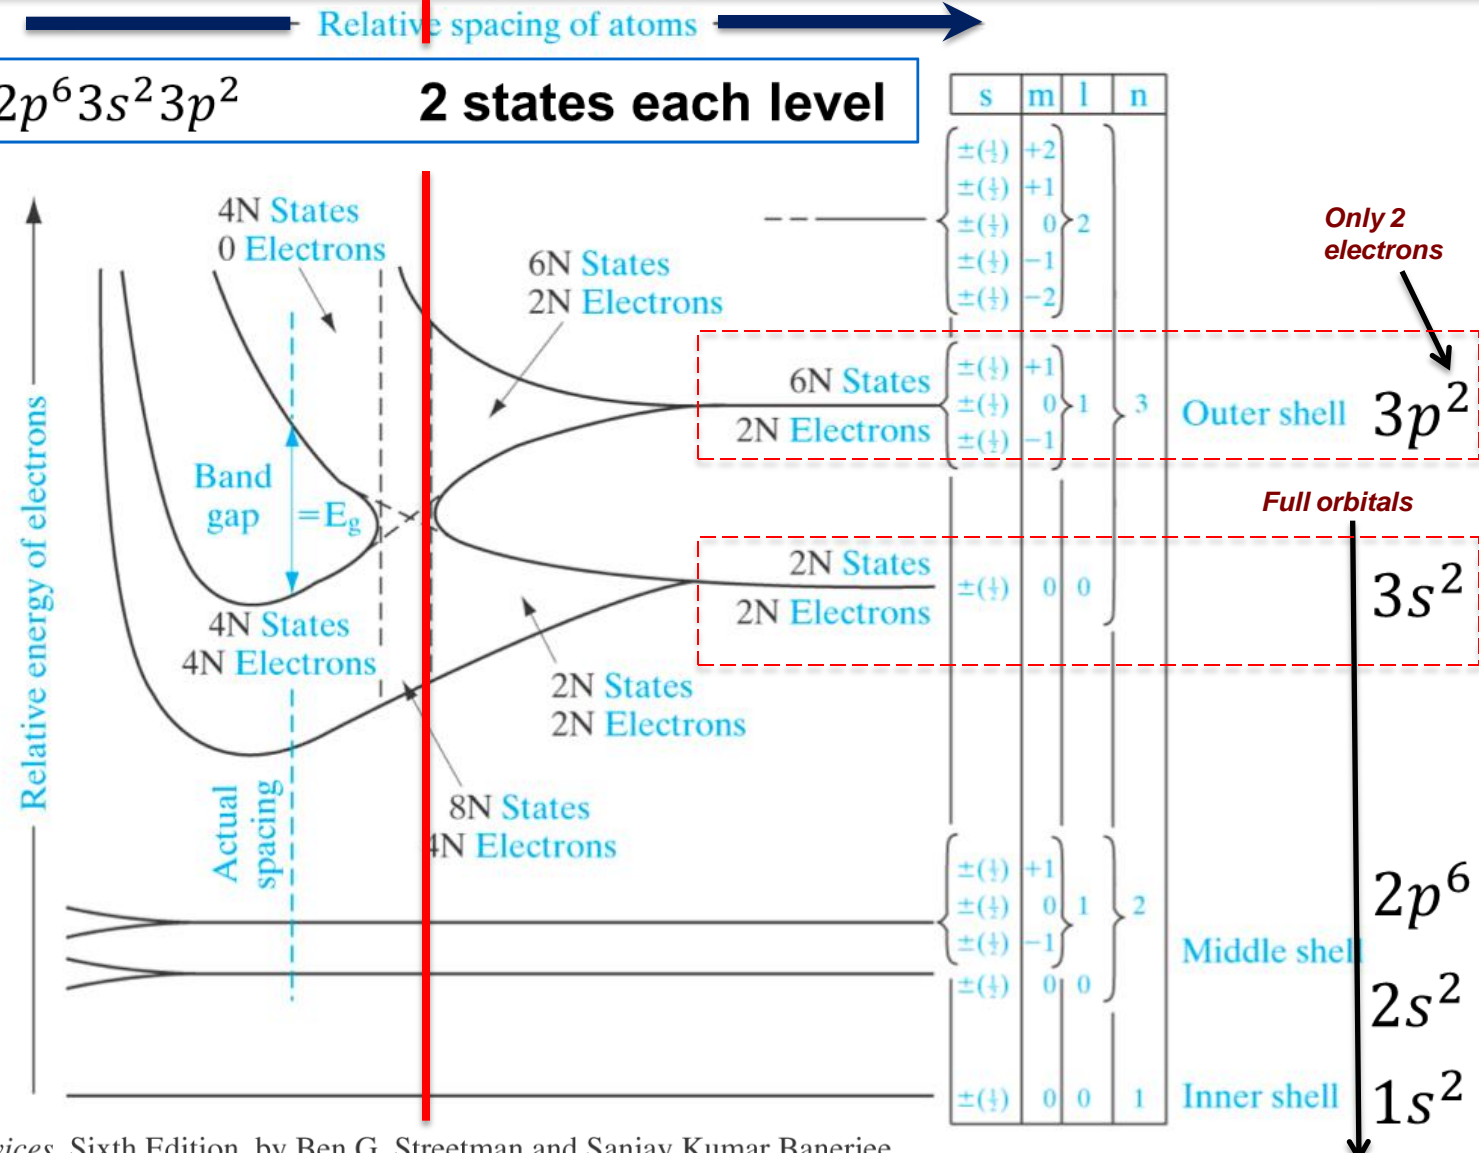 Relative spacing of atoms
2p⁶3s²3p² 2 states each level
s m l n
±(½) +2
±(½) +1
±(½) 0 2
±(½) −1
±(½) −2
4N States
0 Electrons
6N States
2N Electrons
Only 2
electrons
6N States
2N Electrons
±(½) +1
±(½) 0 1 3
±(½) −1
Outer shell 3p²
Band
gap =Eg
Full orbitals
2N States
2N Electrons
±(½) 0 0
3s²
4N States
4N Electrons
2N States
2N Electrons
8N States
4N Electrons
Relative energy of electrons
Actual
spacing
±(½) +1
±(½) 0 1 2
±(½) −1
±(½) 0 0
2p⁶
Middle shell
2s²
±(½) 0 0 1
Inner shell 1s²
vices, Sixth Edition, by Ben G. Streetman and Sanjay Kumar Banerjee